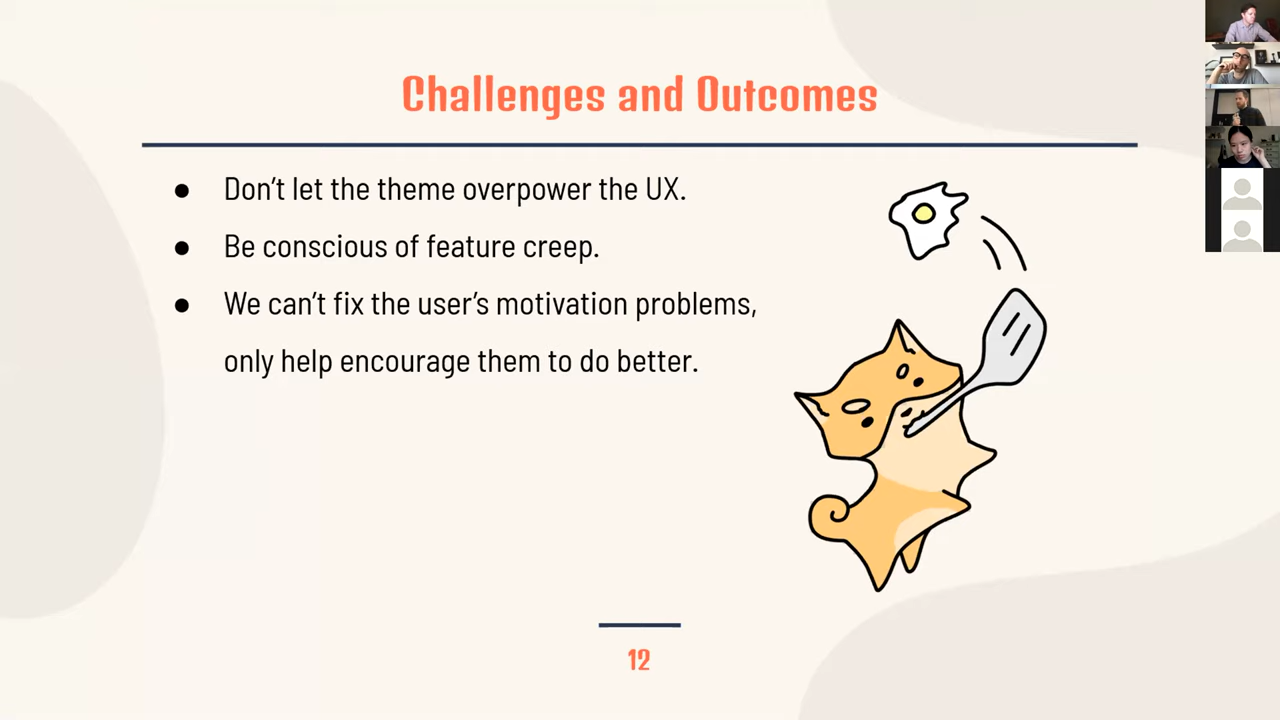 Challenges and Outcomes
● Don't let the theme overpower the UX.
● Be conscious of feature creep.
● We can't fix the user's motivation problems,
only help encourage them to do better.
12